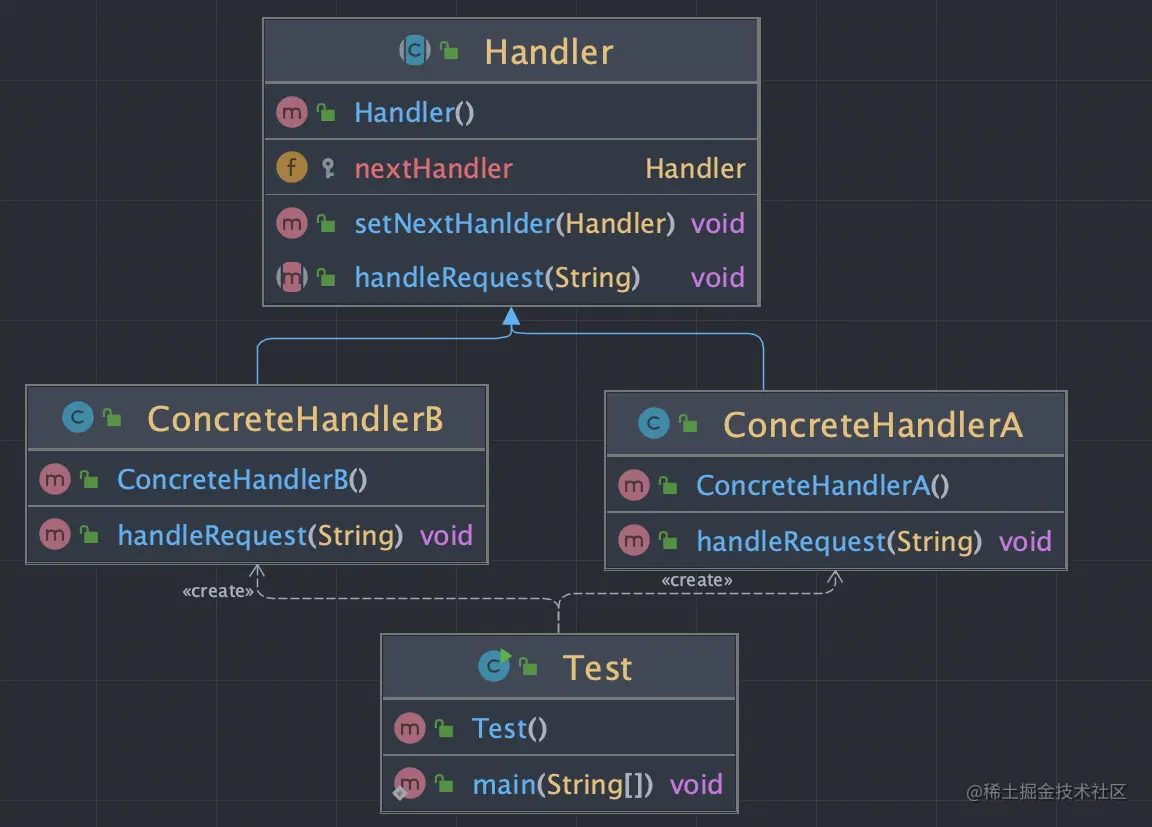 Handler
Handler()
nextHandler Handler
setNextHanlder(Handler) void
handleRequest(String) void
ConcreteHandlerB
ConcreteHandlerB()
handleRequest(String) void
ConcreteHandlerA
ConcreteHandlerA()
handleRequest(String) void
«create»
«create»
Test
Test()
main(String[]) void
@稀土掘金技术社区